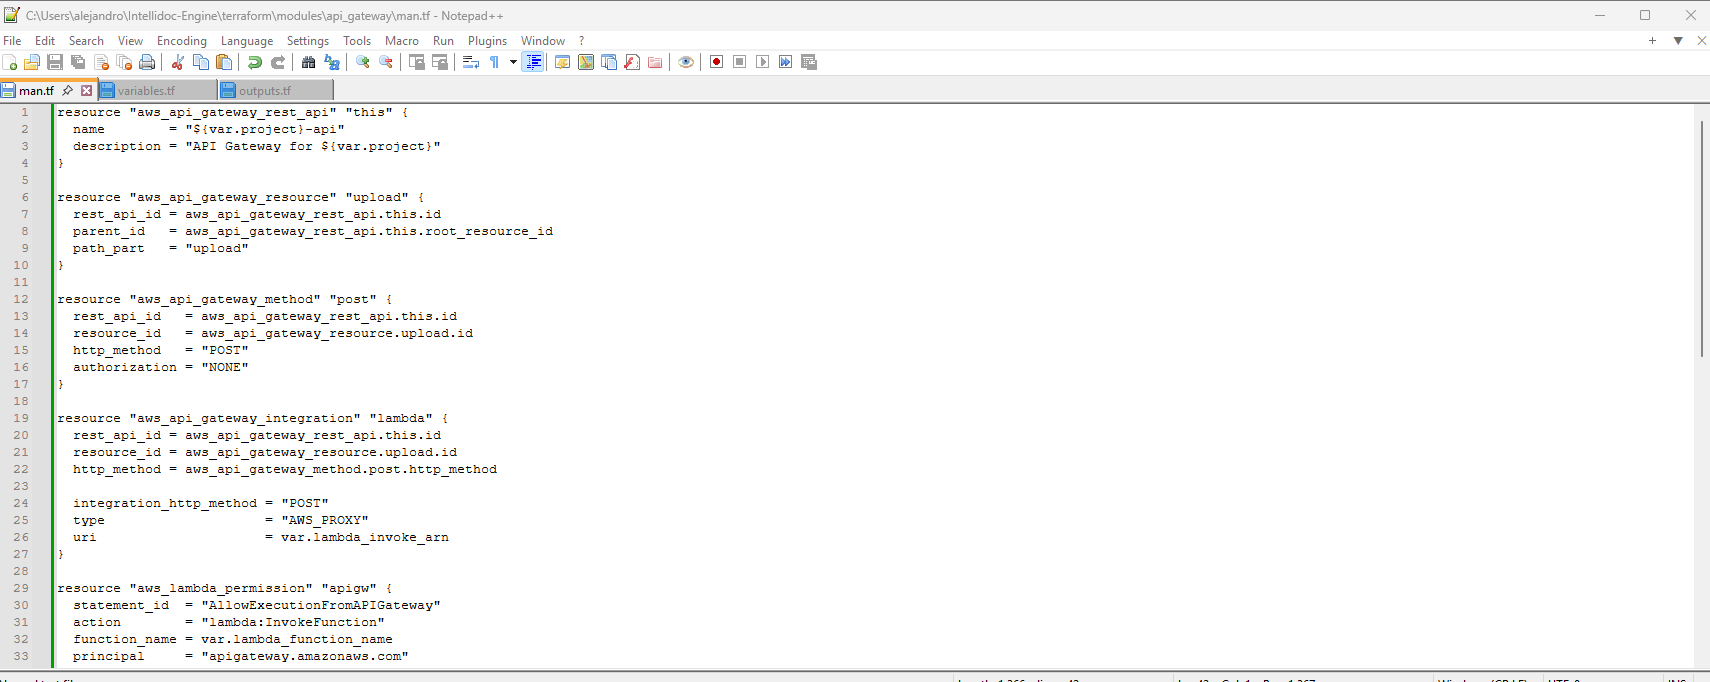 C:\Users\alejandro\Intellidoc-Engine\terraform\modules\api_gateway\man.tf - Notepad++
File Edit Search View Encoding Language Settings Tools Macro Run Plugins Window ?
man.tf variables.tf outputs.tf
1 resource "aws_api_gateway_rest_api" "this" {
2   name        = "${var.project}-api"
3   description = "API Gateway for ${var.project}"
4 }
5
6 resource "aws_api_gateway_resource" "upload" {
7   rest_api_id = aws_api_gateway_rest_api.this.id
8   parent_id   = aws_api_gateway_rest_api.this.root_resource_id
9   path_part   = "upload"
10 }
11
12 resource "aws_api_gateway_method" "post" {
13   rest_api_id   = aws_api_gateway_rest_api.this.id
14   resource_id   = aws_api_gateway_resource.upload.id
15   http_method   = "POST"
16   authorization = "NONE"
17 }
18
19 resource "aws_api_gateway_integration" "lambda" {
20   rest_api_id = aws_api_gateway_rest_api.this.id
21   resource_id = aws_api_gateway_resource.upload.id
22   http_method = aws_api_gateway_method.post.http_method
23
24   integration_http_method = "POST"
25   type                    = "AWS_PROXY"
26   uri                     = var.lambda_invoke_arn
27 }
28
29 resource "aws_lambda_permission" "apigw" {
30   statement_id  = "AllowExecutionFromAPIGateway"
31   action        = "lambda:InvokeFunction"
32   function_name = var.lambda_function_name
33   principal     = "apigateway.amazonaws.com"